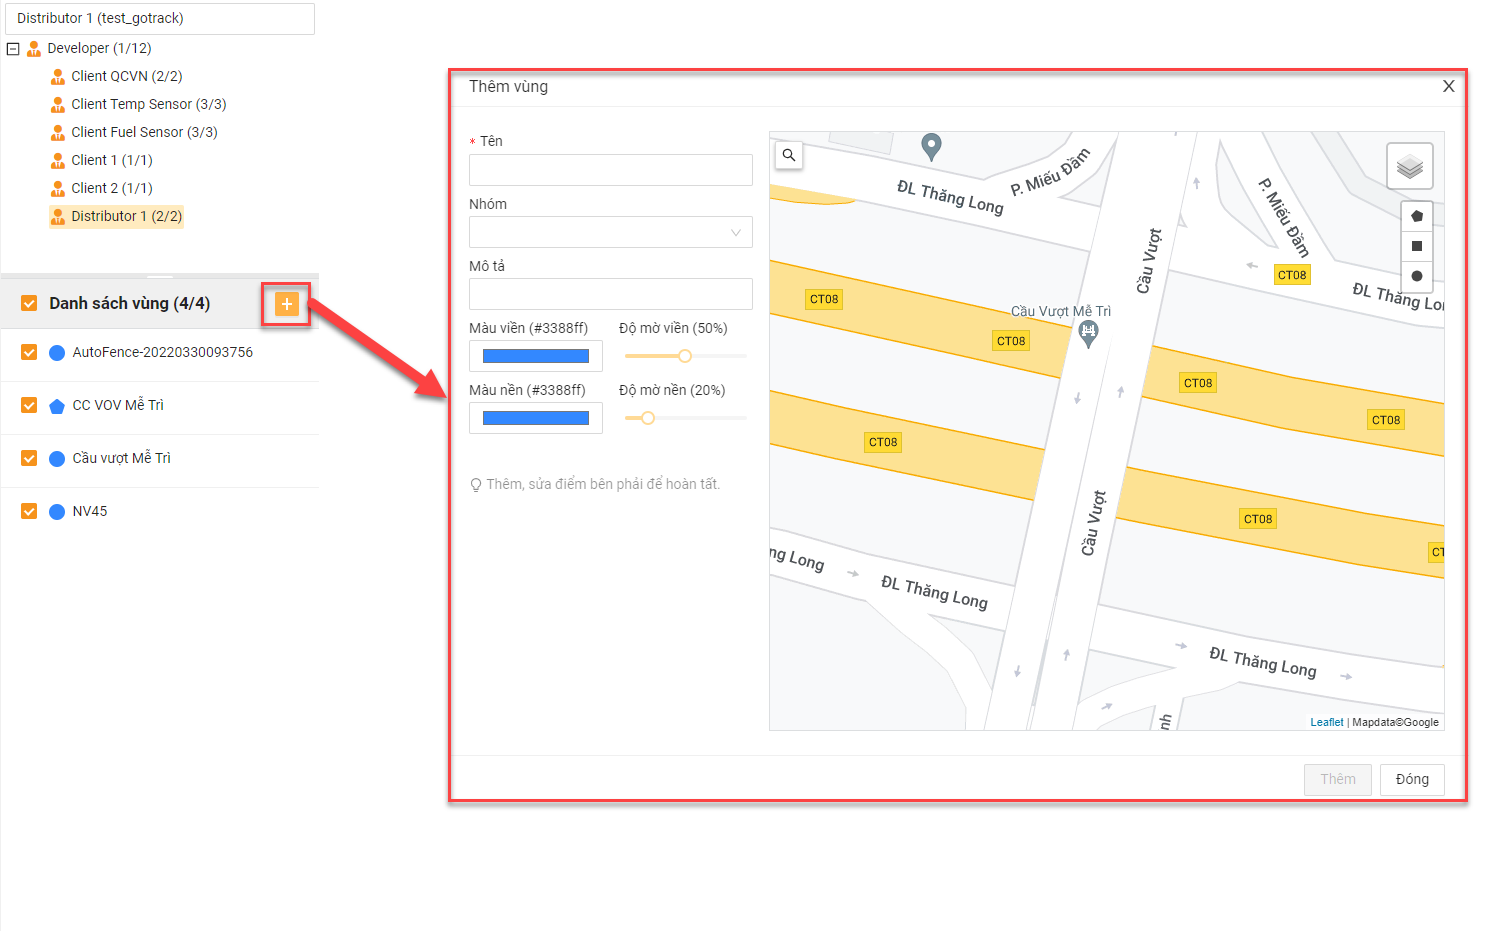 Distributor 1 (test_gotrack)
Developer (1/12)
Client QCVN (2/2)
Client Temp Sensor (3/3)
Client Fuel Sensor (3/3)
Client 1 (1/1)
Client 2 (1/1)
Distributor 1 (2/2)
Danh sách vùng (4/4)
+
AutoFence-20220330093756
CC VOV Mễ Trì
Cầu vượt Mễ Trì
NV45
Thêm vùng
X
* Tên
Nhóm
Mô tả
Màu viền (#3388ff)
Độ mờ viền (50%)
Màu nền (#3388ff)
Độ mờ nền (20%)
Thêm, sửa điểm bên phải để hoàn tất.
ĐL Thăng Long
P. Miếu Đầm
P. Miếu Đầm
Cầu Vượt
CT08
ĐL Thăng Lo
CT08
Cầu Vượt Mễ Trì
CT08
CT08
CT08
CT08
Cầu Vượt
CT08
CT
ng Long
ĐL Thăng Long
ĐL Thăng Long
nh
Leaflet | Mapdata©Google
Thêm
Đóng